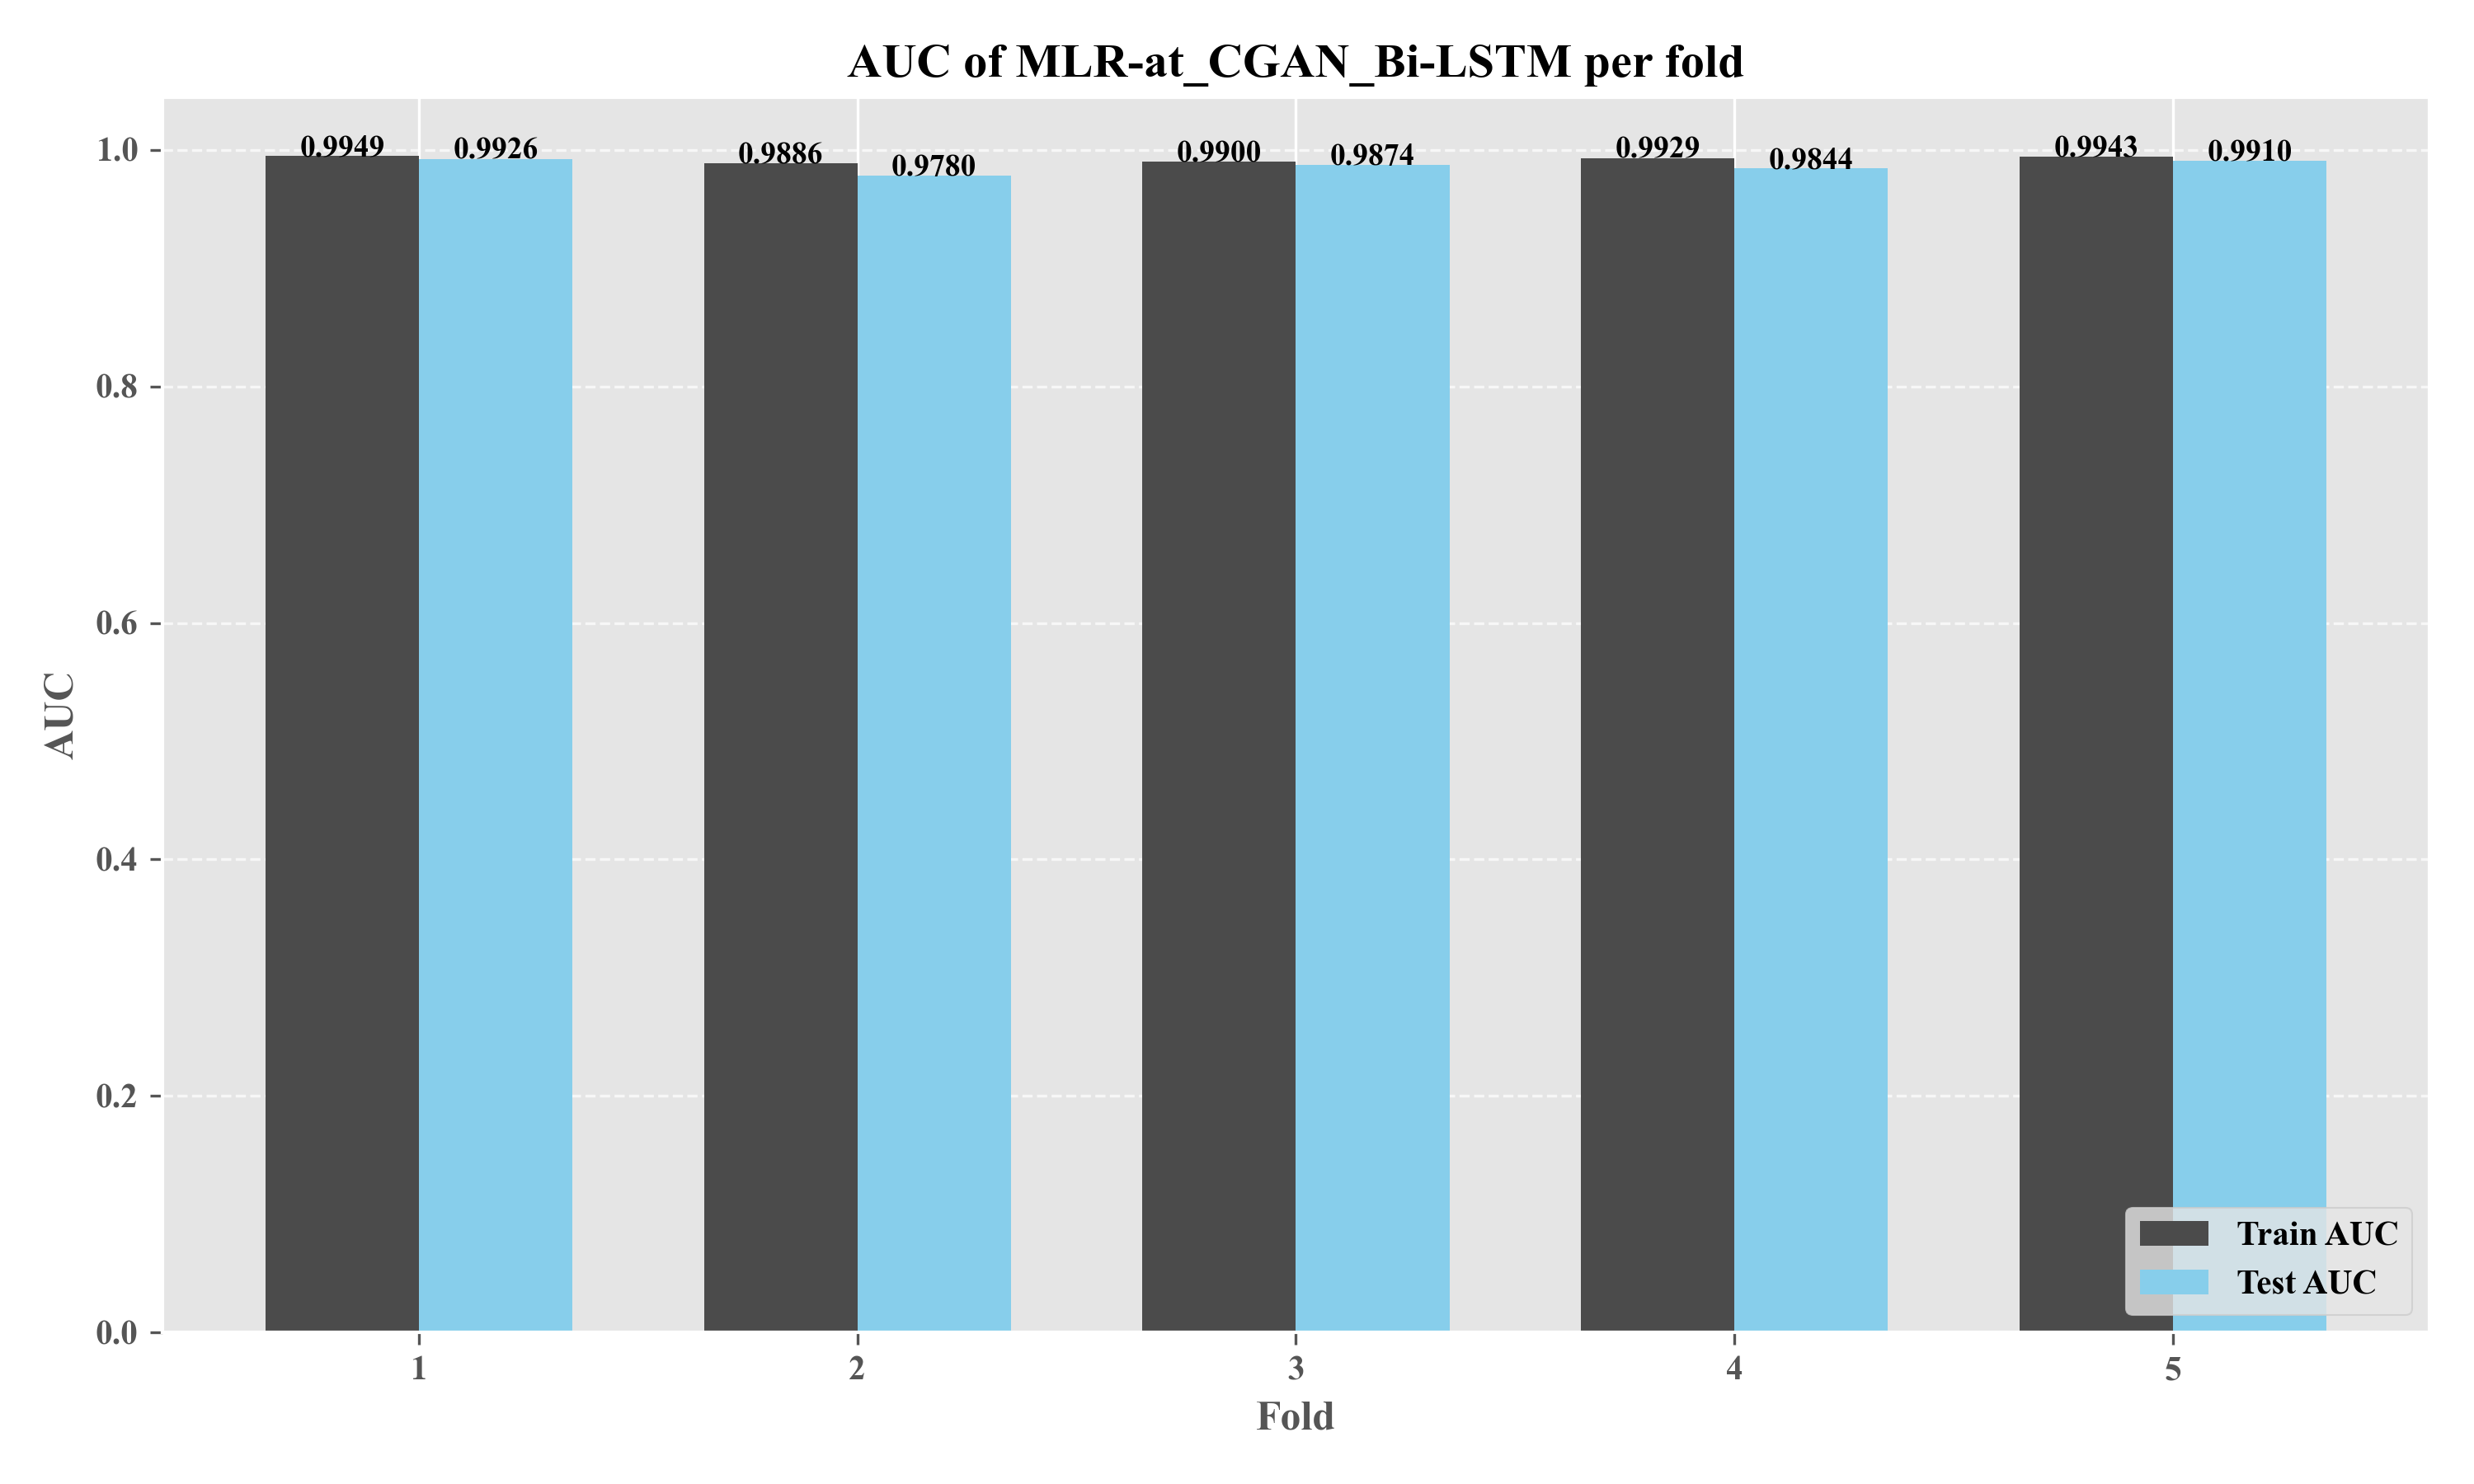 AUC of MLR-at_CGAN_Bi-LSTM per fold
0.9949 0.9926 0.9886 0.9780 0.9900 0.9874 0.9929 0.9844 0.9943 0.9910
1.0
0.8
0.6
0.4
0.2
0.0
AUC
Train AUC
Test AUC
1 2 3 4 5
Fold